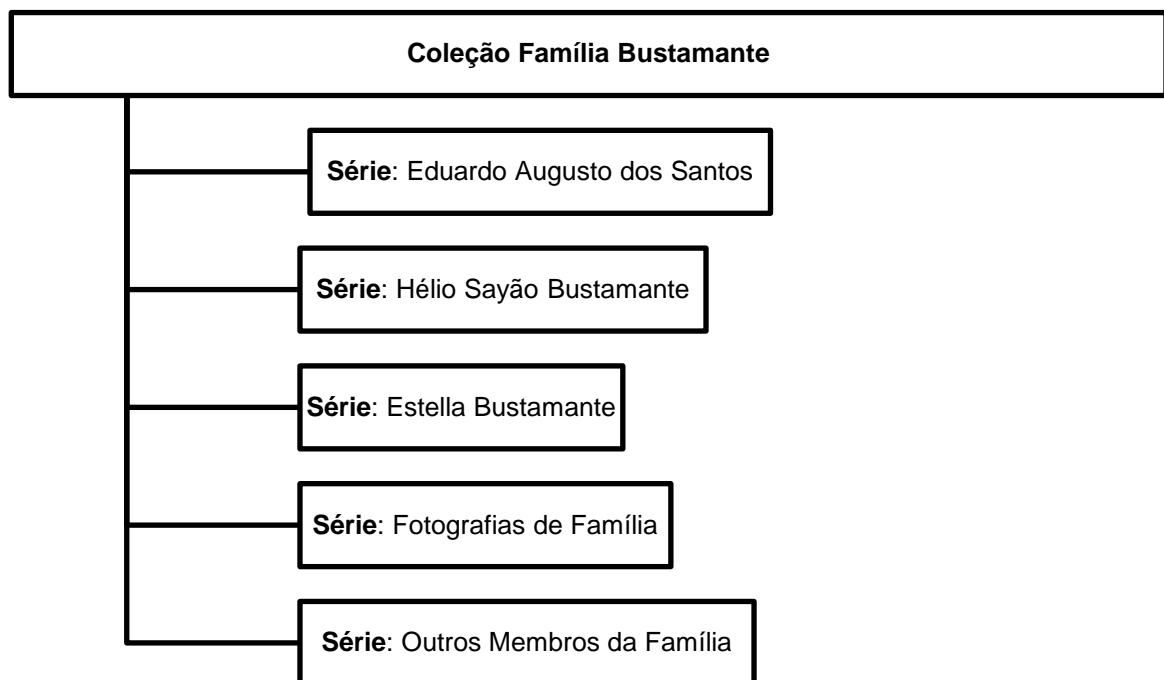 Coleção Família Bustamante
Série: Eduardo Augusto dos Santos
Série: Hélio Sayão Bustamante
Série: Estella Bustamante
Série: Fotografias de Família
Série: Outros Membros da Família